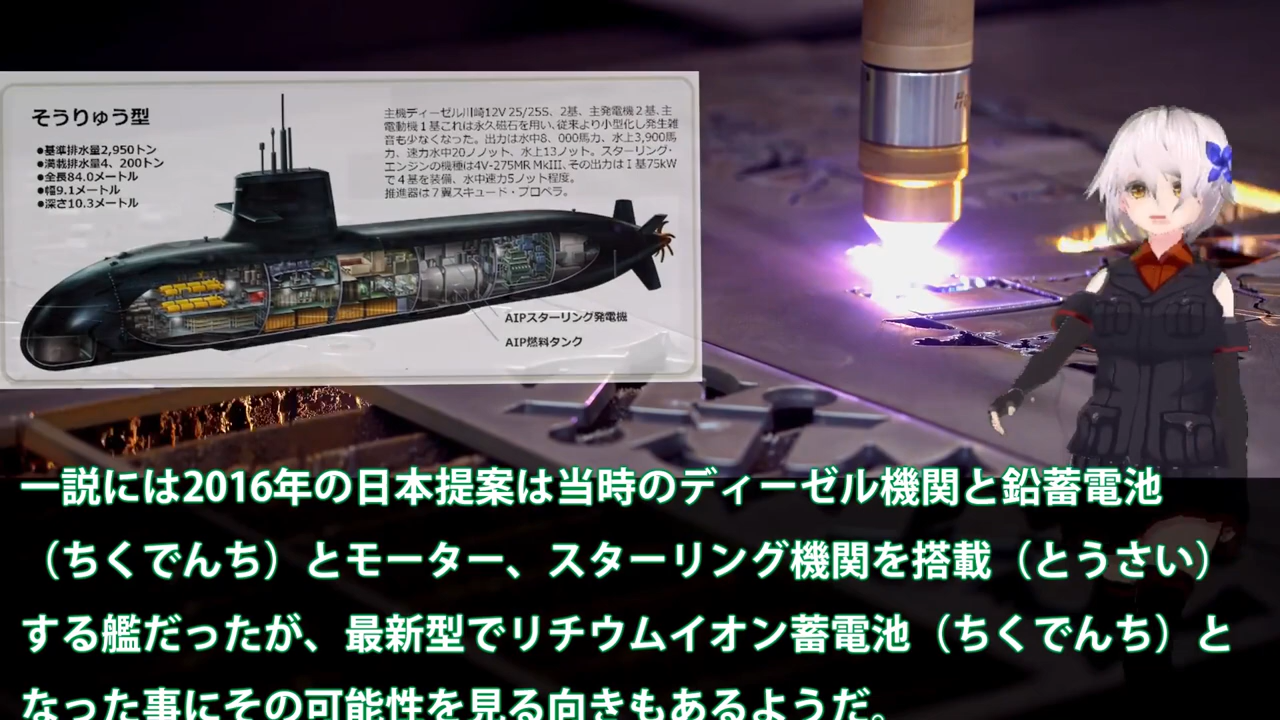 そうりゅう型
●基準排水量2,950トン
●満載排水量4、200トン
●全長84.0メートル
●幅9.1メートル
●深さ10.3メートル
主機ディーゼル川崎12V 25/25S、2基、主発電機2基、主
電動機1基これは永久磁石を用い、従来より小型化し発生雑
音も少なくなった。出力は水中8、000馬力、水上3,900馬
力、速力水中20ノノット、水上13ノット。スターリング・
エンジンの機種は4V-275MR MkIII、その出力はI基75kW
で4基を装備、水中速力5ノット程度。
推進器は7翼スキュード・プロペラ。
AIPスターリング発電機
AIP燃料タンク
一説には2016年の日本提案は当時のディーゼル機関と鉛蓄電池
（ちくでんち）とモーター、スターリング機関を搭載（とうさい）
する艦だったが、最新型でリチウムイオン蓄電池（ちくでんち）と
なった事にその可能性を見る向きもあるようだ。